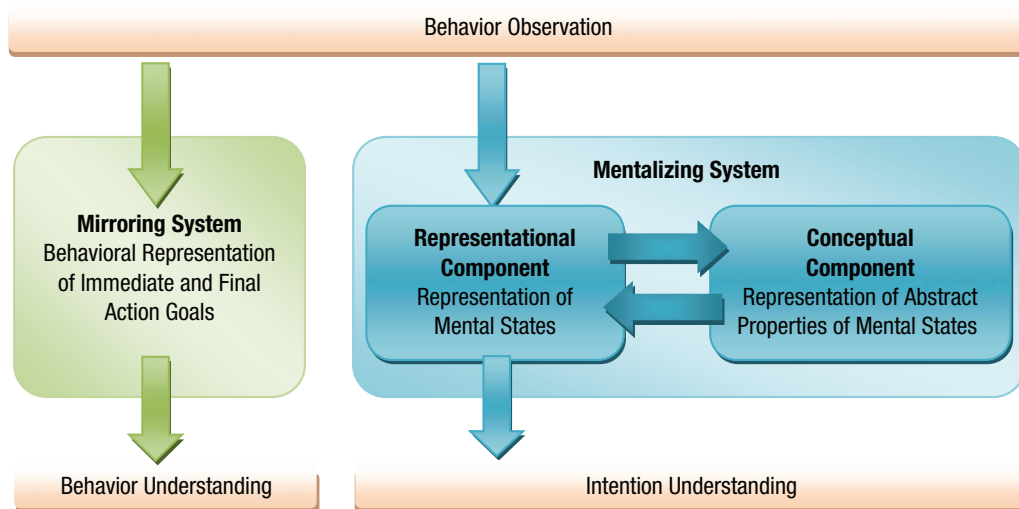 Behavior Observation
Mirroring System
Behavioral Representation
of Immediate and Final
Action Goals
Mentalizing System
Representational
Component
Representation of
Mental States
Conceptual
Component
Representation of Abstract
Properties of Mental States
Behavior Understanding
Intention Understanding